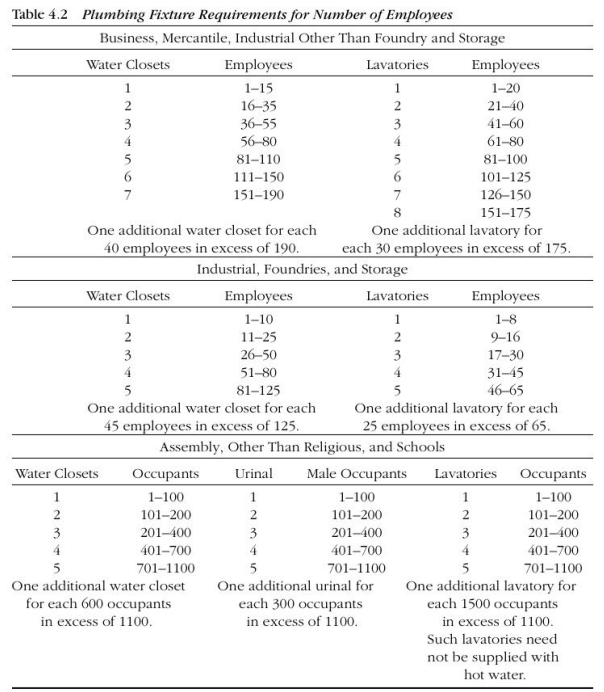 Table 4.2 Plumbing Fixture Requirements for Number of Employees
Business, Mercantile, Industrial Other Than Foundry and Storage
Water Closets Employees Lavatories Employees
1 1–15 1 1–20
2 16–35 2 21–40
3 36–55 3 41–60
4 56–80 4 61–80
5 81–110 5 81–100
6 111–150 6 101–125
7 151–190 7 126–150
8 151–175
One additional water closet for each One additional lavatory for
40 employees in excess of 190. each 30 employees in excess of 175.
Industrial, Foundries, and Storage
Water Closets Employees Lavatories Employees
1 1–10 1 1–8
2 11–25 2 9–16
3 26–50 3 17–30
4 51–80 4 31–45
5 81–125 5 46–65
One additional water closet for each One additional lavatory for each
45 employees in excess of 125. 25 employees in excess of 65.
Assembly, Other Than Religious, and Schools
Water Closets Occupants Urinal Male Occupants Lavatories Occupants
1 1–100 1 1–100 1 1–100
2 101–200 2 101–200 2 101–200
3 201–400 3 201–400 3 201–400
4 401–700 4 401–700 4 401–700
5 701–1100 5 701–1100 5 701–1100
One additional water closet One additional urinal for One additional lavatory for
for each 600 occupants each 300 occupants each 1500 occupants
in excess of 1100. in excess of 1100. in excess of 1100.
Such lavatories need
not be supplied with
hot water.